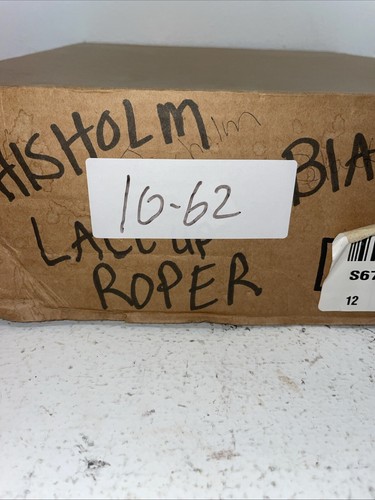 HISHOLM
BIA
10-62
LACE UP
ROPER
S67
12